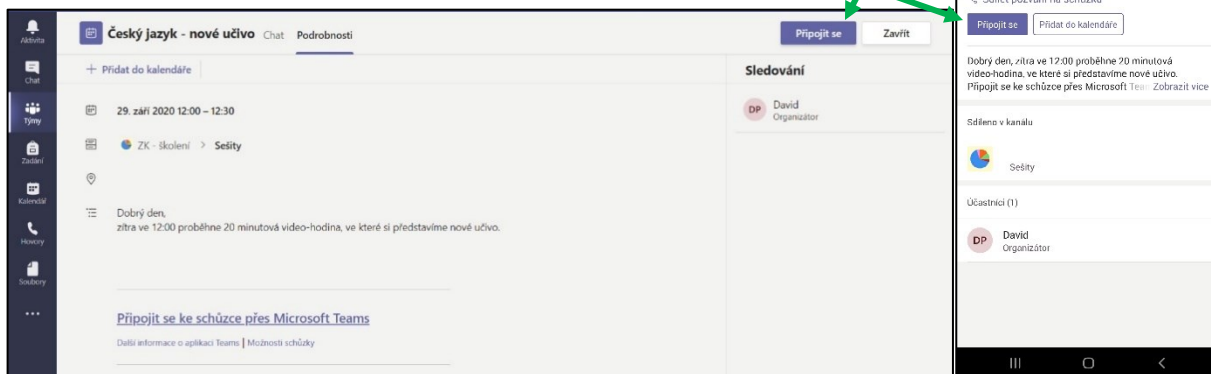 Aktivita
Chat
Týmy
Zadání
Kalendář
Hovory
Soubory
Český jazyk - nové učivo Chat Podrobnosti
Připojit se Zavřít
+ Přidat do kalendáře
29. září 2020 12:00 – 12:30
ZK - školení > Sešity
Dobrý den,
zítra ve 12:00 proběhne 20 minutová video-hodina, ve které si představíme nové učivo.
Připojit se ke schůzce přes Microsoft Teams
Další informace o aplikaci Teams | Možnosti schůzky
Sledování
DP David
Organizátor
Sdílet pozvání na schůzku
Připojit se Přidat do kalendáře
Dobrý den, zítra ve 12:00 proběhne 20 minutová
video-hodina, ve které si představíme nové učivo.
Připojit se ke schůzce přes Microsoft Zobrazit více
Sdíleno v kanálu
Sešity
Účastníci (1)
DP David
Organizátor